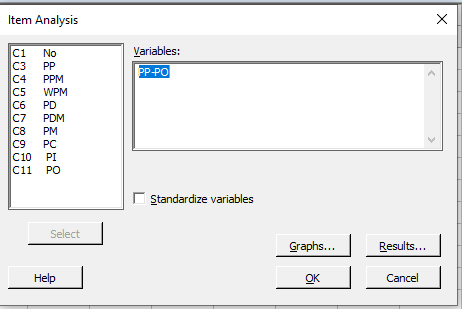 Item Analysis
C1 No
C3 PP
C4 PPM
C5 WPM
C6 PD
C7 PDM
C8 PM
C9 PC
C10 PI
C11 PO
Variables:
PP-PO
Standardize variables
Select
Graphs...
Results...
Help
OK
Cancel